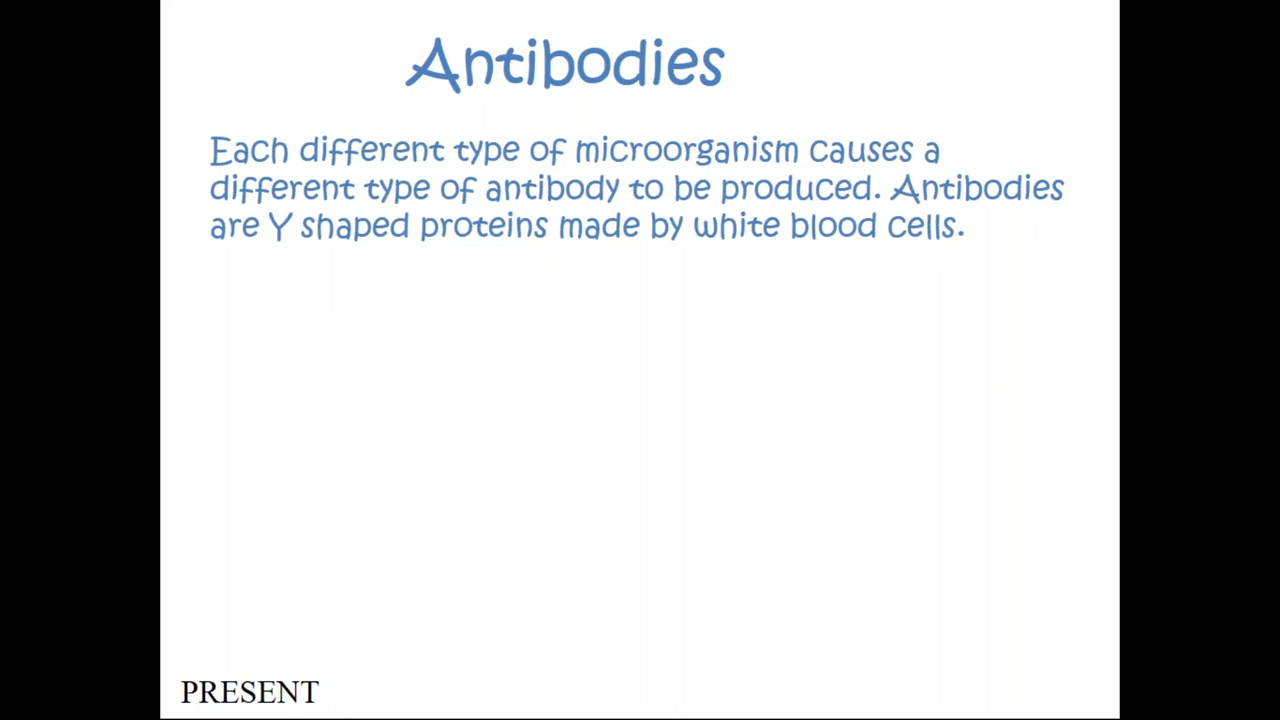 Antibodies
Each different type of microorganism causes a
different type of antibody to be produced. Antibodies
are Y shaped proteins made by white blood cells.
PRESENT